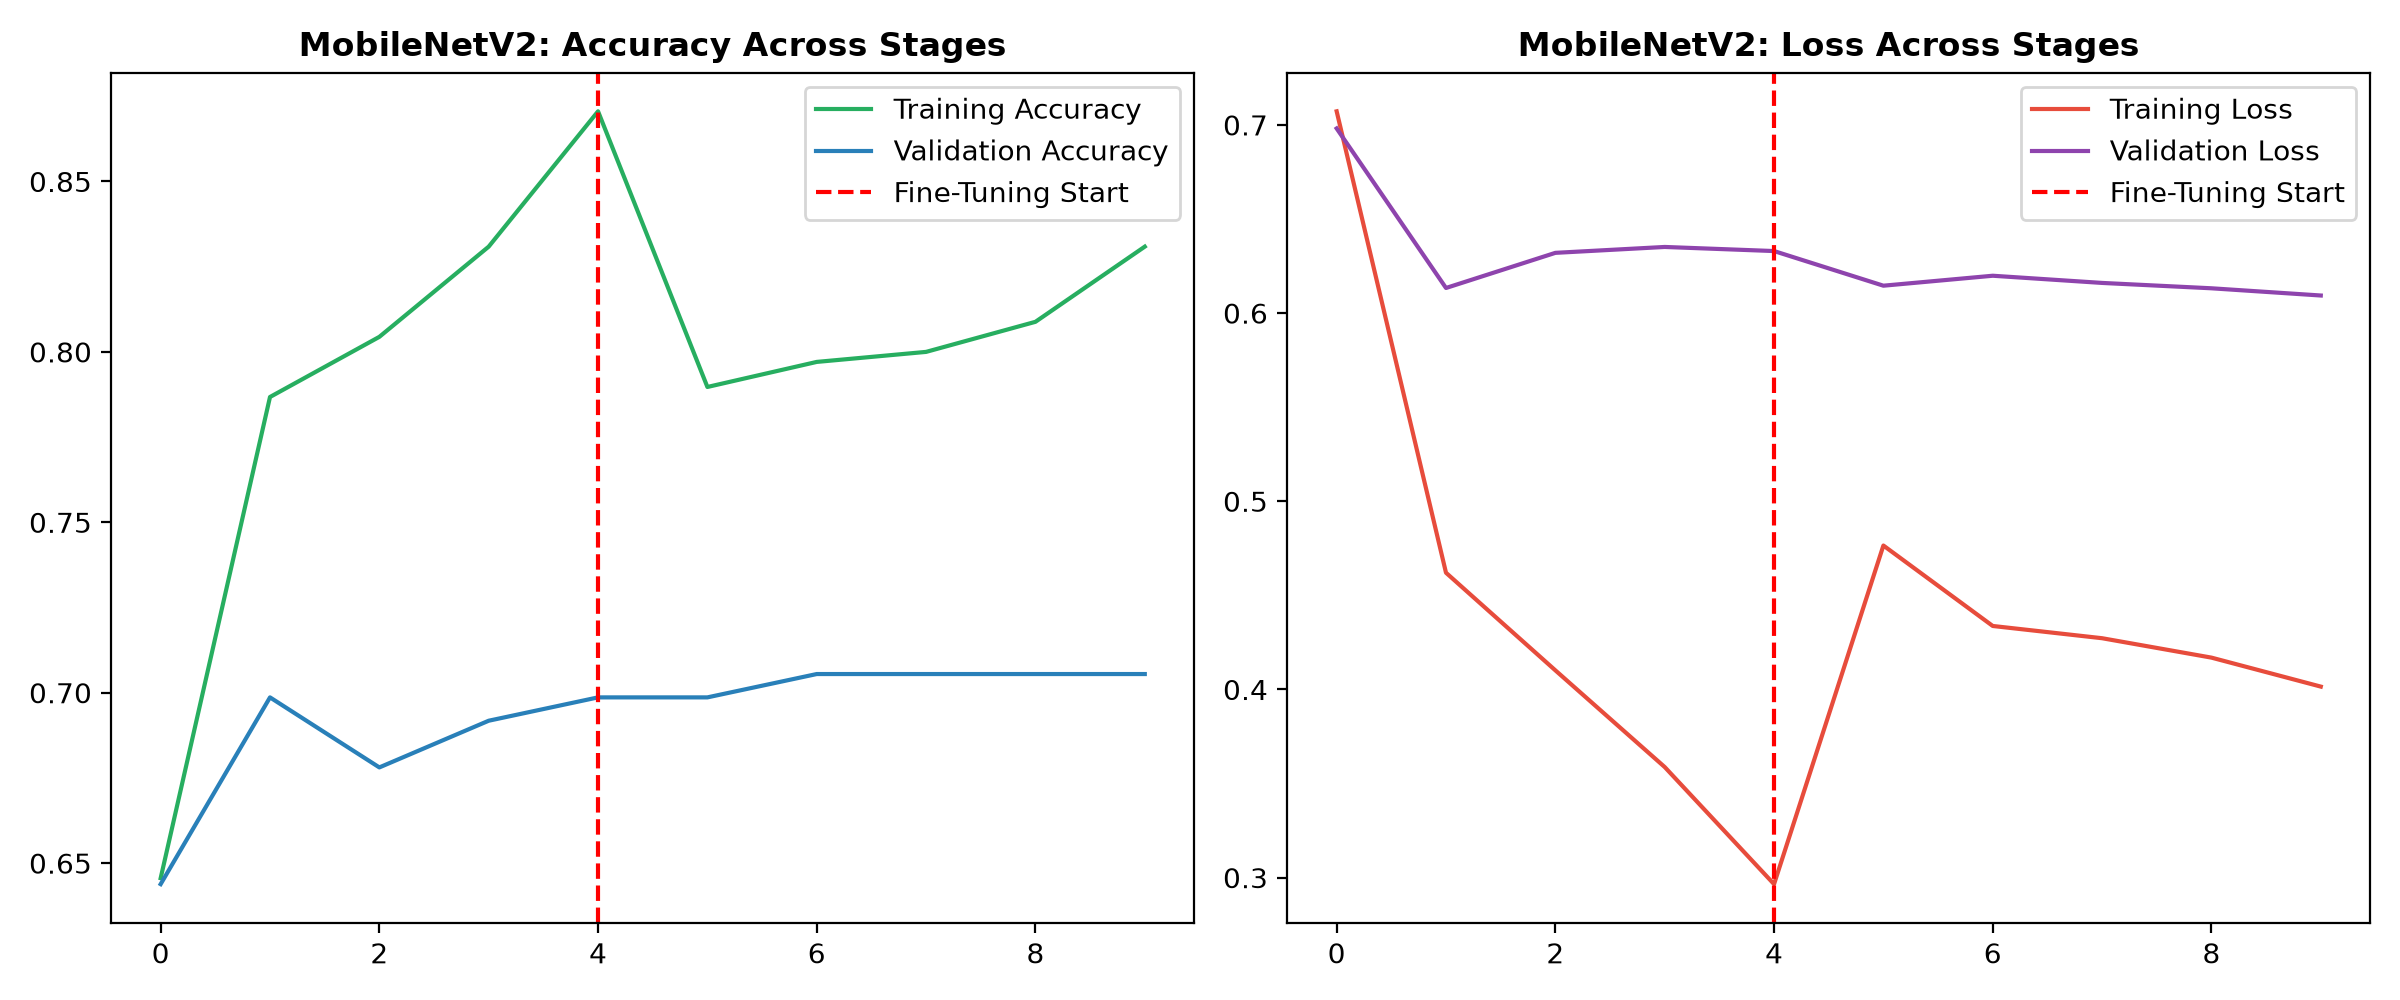 MobileNetV2: Accuracy Across Stages
Training Accuracy
Validation Accuracy
Fine-Tuning Start
0.85
0.80
0.75
0.70
0.65
0 2 4 6 8
MobileNetV2: Loss Across Stages
Training Loss
Validation Loss
Fine-Tuning Start
0.7
0.6
0.5
0.4
0.3
0 2 4 6 8